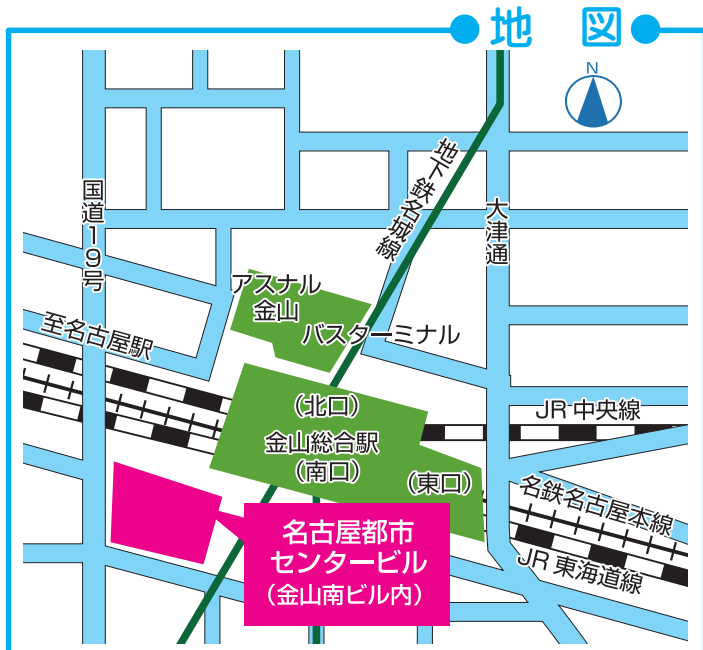 地 図
N
地下鉄名城線
国道19号
大津通
アスナル
金山
バスターミナル
至名古屋駅
（北口）
JR中央線
金山総合駅
（南口）
（東口）
名鉄名古屋本線
名古屋都市
センタービル
（金山南ビル内）
JR東海道線